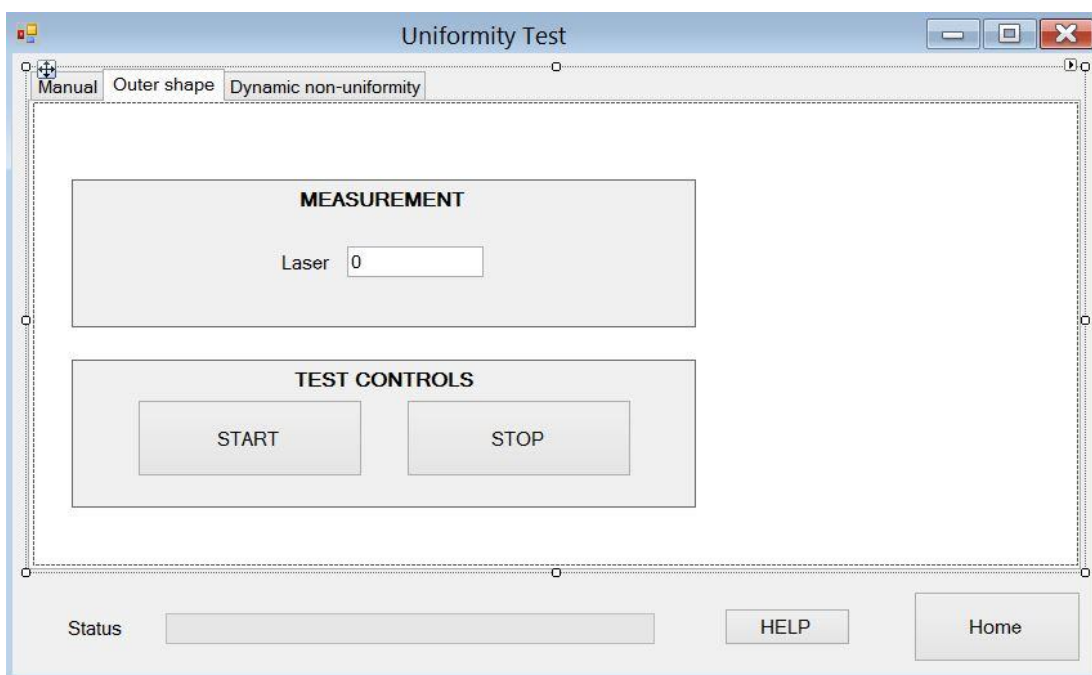 Uniformity Test
Manual Outer shape Dynamic non-uniformity
MEASUREMENT
Laser 0
TEST CONTROLS
START STOP
Status HELP Home